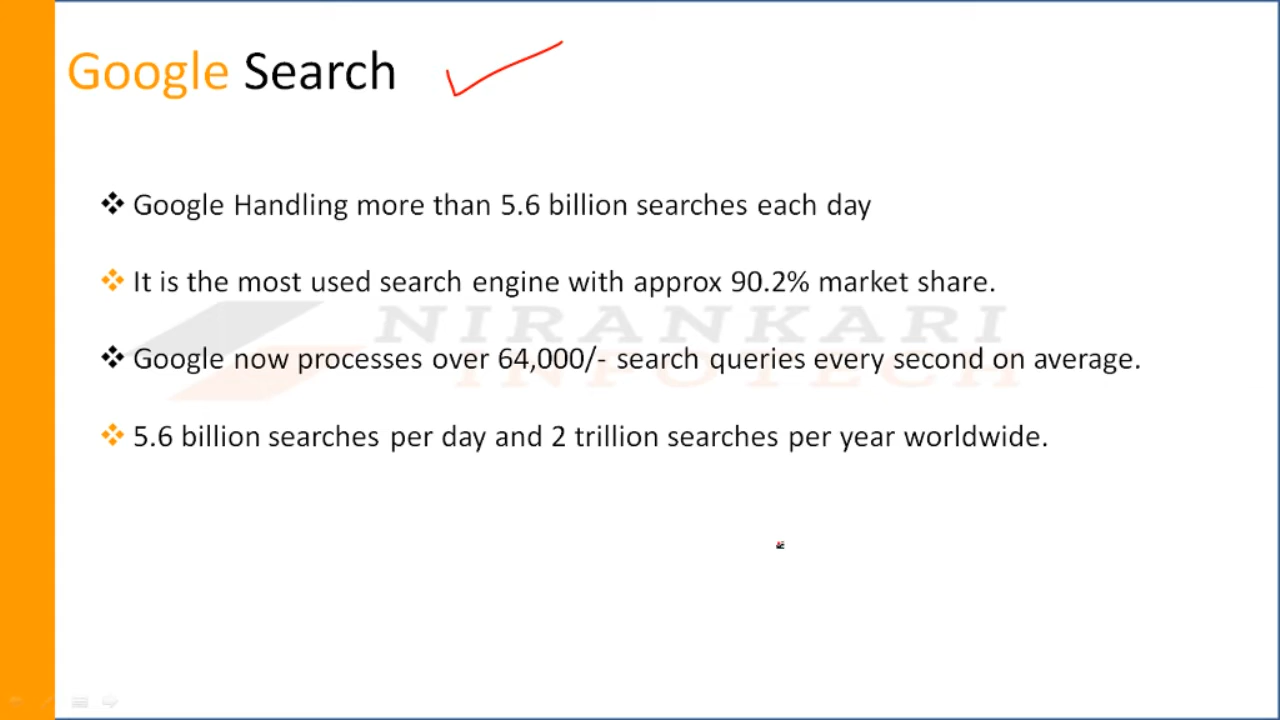 Google Search
Google Handling more than 5.6 billion searches each day
It is the most used search engine with approx 90.2% market share.
NIRANKARI
Google now processes over 64,000/- search queries every second on average.
INFOTECH
5.6 billion searches per day and 2 trillion searches per year worldwide.